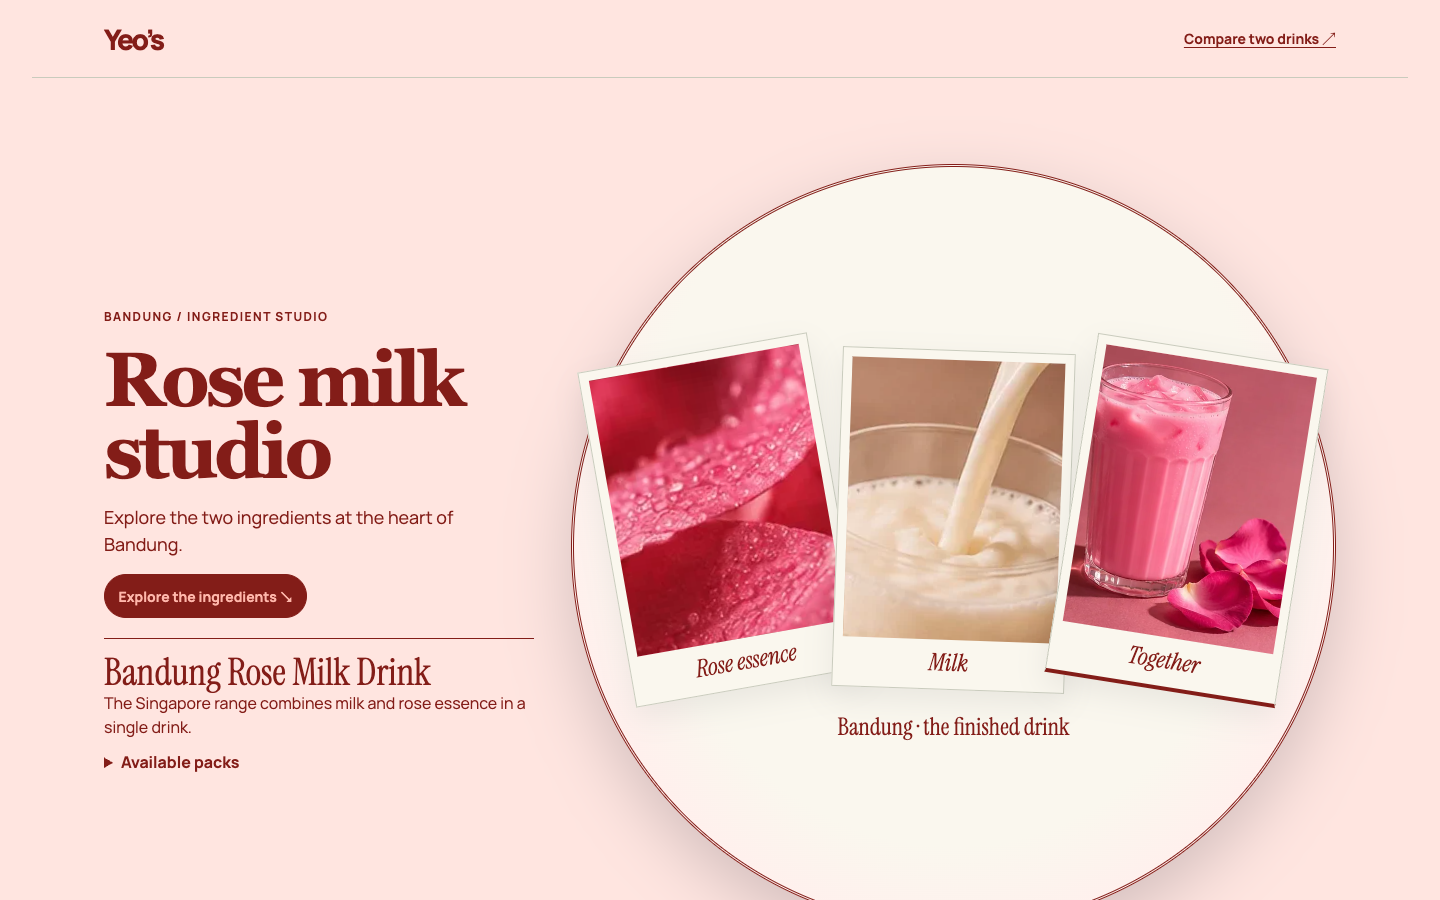 Yeo's
Compare two drinks ↗
BANDUNG / INGREDIENT STUDIO
Rose milk
studio
Explore the two ingredients at the heart of
Bandung.
Explore the ingredients ↘
Bandung Rose Milk Drink
The Singapore range combines milk and rose essence in a
single drink.
▶ Available packs
Rose essence
Milk
Together
Bandung · the finished drink